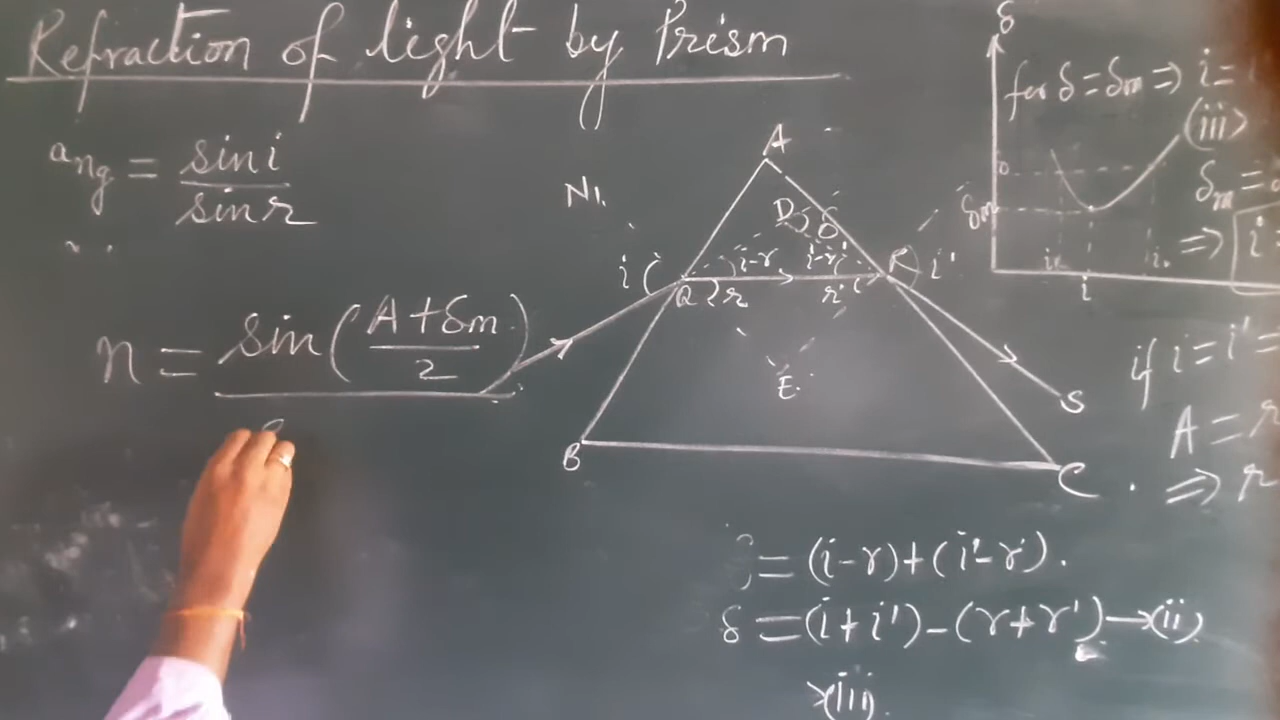 Refraction of light by Prism
ₐn_g = sin i / sin r
n = sin((A + δm)/2)
A
N₁.
D δ
i i-r i'-r' R i'
Q r r'
E
S
B
C
δ
for δ = δm ⇒ i =
(iii)
δm =
δm
⇒ i =
i
if i = i' =
A = r
⇒ r
= (i-r)+(i'-r').
δ = (i+i')-(r+r') → (ii)
(iii).